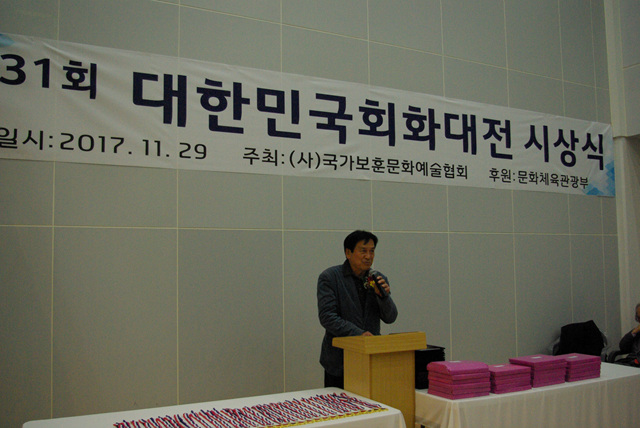 31회 대한민국회화대전 시상식
일시: 2017. 11. 29 주최:(사)국가보훈문화예술협회 후원:문화체육관광부